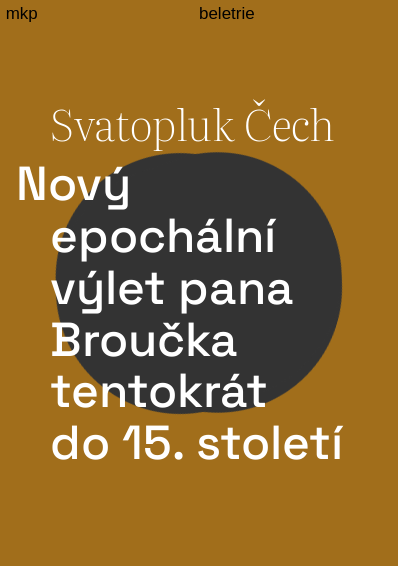 mkp beletrie
Svatopluk Čech
Nový
epochální
výlet pana
Broučka
tentokrát
do 15. století